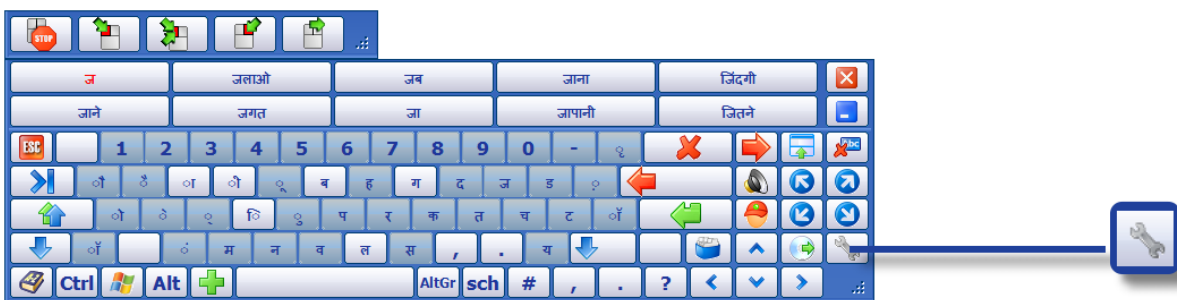 STOP
ज जलाओ जब जाना जिंदगी
जाने जगत जा जापानी जितने
ESC 1 2 3 4 5 6 7 8 9 0 - ृ
ौ ै ा ी ू ब ह ग द ज ड ़
ो े ् ि ु प र क त च ट ॉ
ॉ ं म न व ल स , . य
Ctrl Alt AltGr sch # , . ?